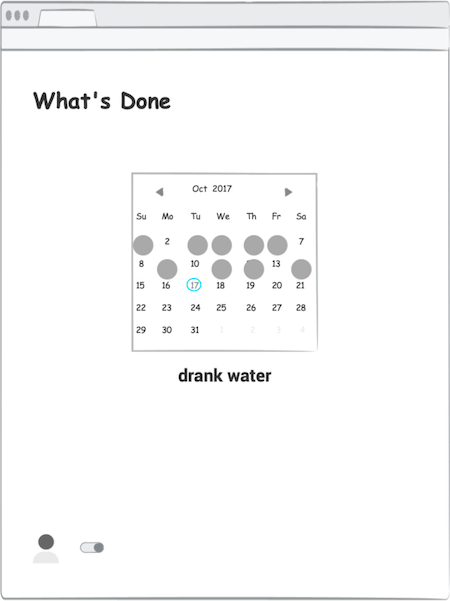 What's Done
Oct 2017
Su Mo Tu We Th Fr Sa
2 7
8 10 13
15 16 17 18 19 20 21
22 23 24 25 26 27 28
29 30 31 1 2 3 4
drank water